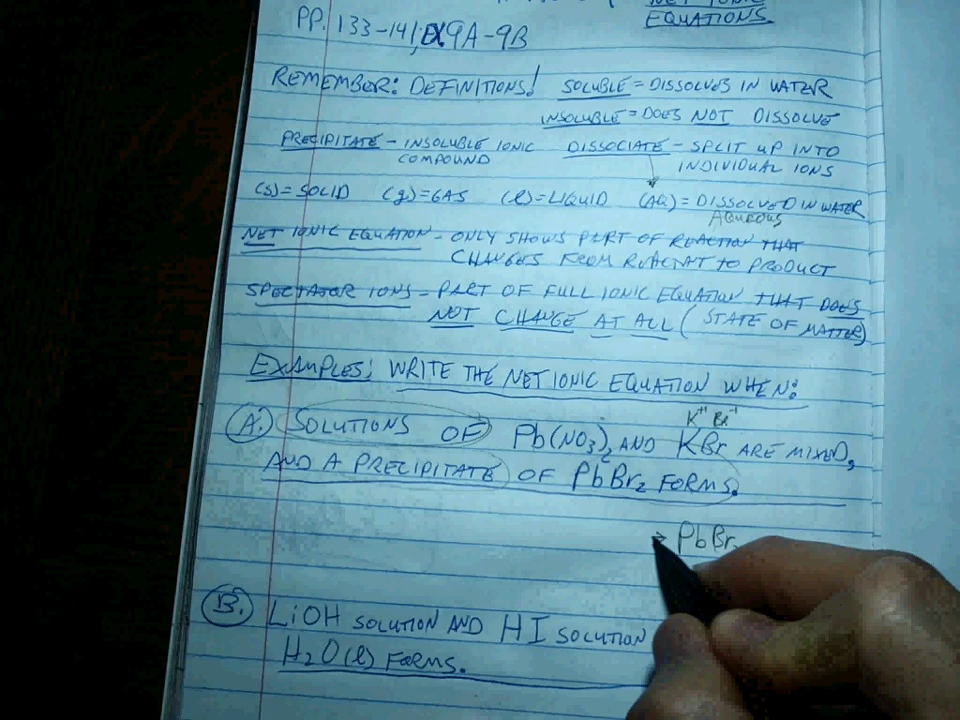 NET IONIC
EQUATIONS
PP. 133-141, EX 9A-9B
REMEMBER: DEFINITIONS! SOLUBLE = DISSOLVES IN WATER
INSOLUBLE = DOES NOT DISSOLVE
PRECIPITATE - INSOLUBLE IONIC COMPOUND
DISSOCIATE - SPLIT UP INTO INDIVIDUAL IONS
(s) = SOLID (g) = GAS (l) = LIQUID (AQ) = DISSOLVED IN WATER
AQUEOUS
NET IONIC EQUATION - ONLY SHOWS PART OF REACTION THAT
CHANGES FROM REACTANT TO PRODUCT
SPECTATOR IONS - PART OF FULL IONIC EQUATION THAT DOES
NOT CHANGE AT ALL (STATE OF MATTER)
EXAMPLES: WRITE THE NET IONIC EQUATION WHEN:
K⁺¹ Br⁻¹
A. SOLUTIONS OF Pb(NO₃)₂ AND KBr ARE MIXED,
AND A PRECIPITATE OF PbBr₂ FORMS.
→ PbBr
B. LiOH SOLUTION AND HI SOLUTION
H₂O(l) FORMS.